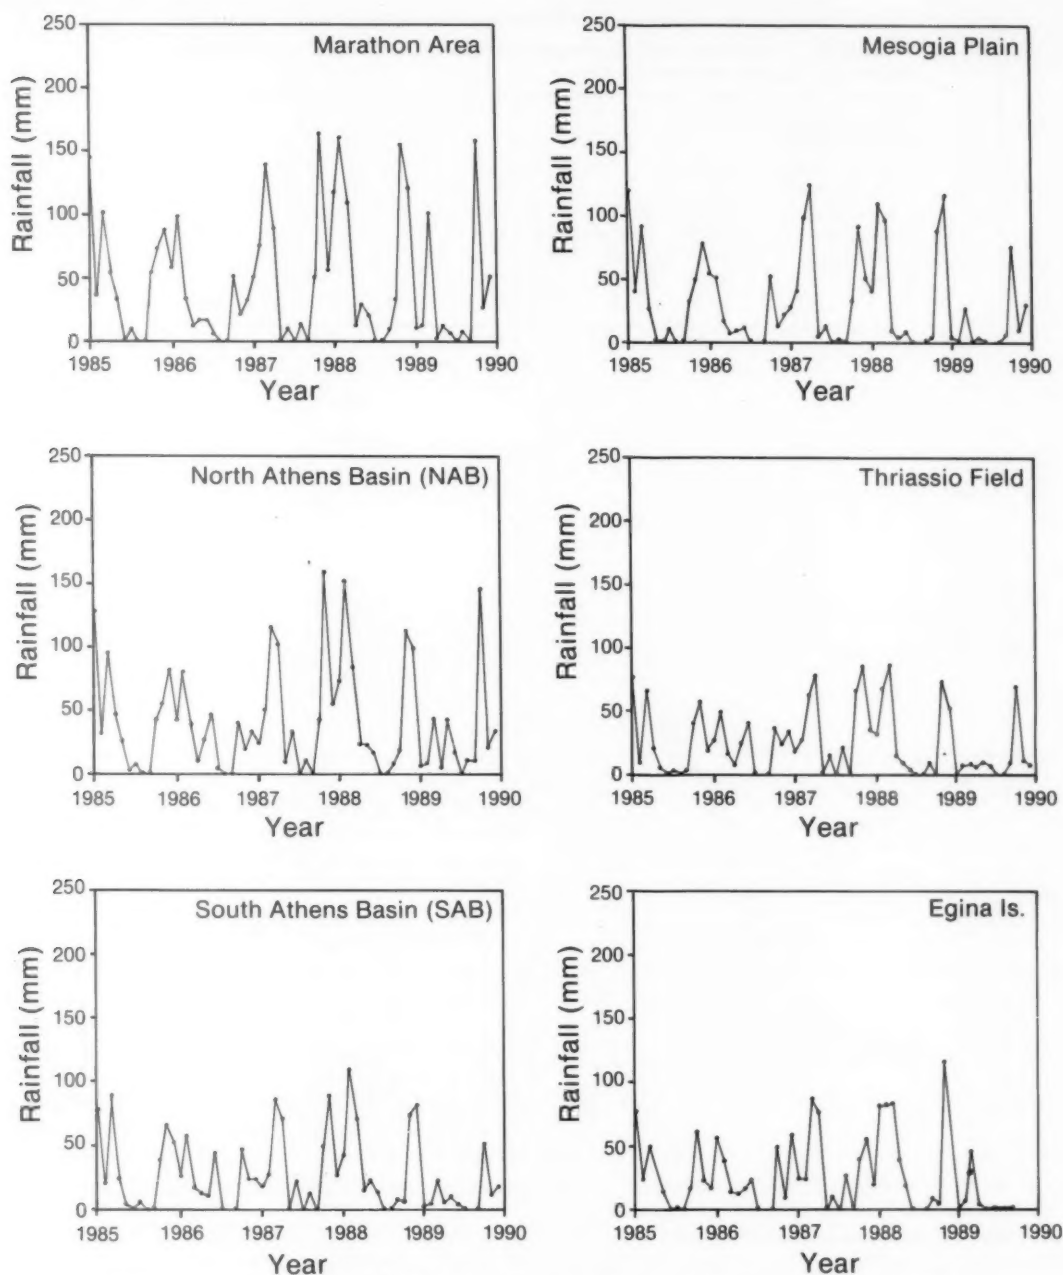 Marathon Area
Rainfall (mm)
250
200
150
100
50
0
1985 1986 1987 1988 1989 1990
Year
Mesogia Plain
Rainfall (mm)
250
200
150
100
50
0
1985 1986 1987 1988 1989 1990
Year
North Athens Basin (NAB)
Rainfall (mm)
250
200
150
100
50
0
1985 1986 1987 1988 1989 1990
Year
Thriassio Field
Rainfall (mm)
250
200
150
100
50
0
1985 1986 1987 1988 1989 1990
Year
South Athens Basin (SAB)
Rainfall (mm)
250
200
150
100
50
0
1985 1986 1987 1988 1989 1990
Year
Egina Is.
Rainfall (mm)
250
200
150
100
50
0
1985 1986 1987 1988 1989 1990
Year